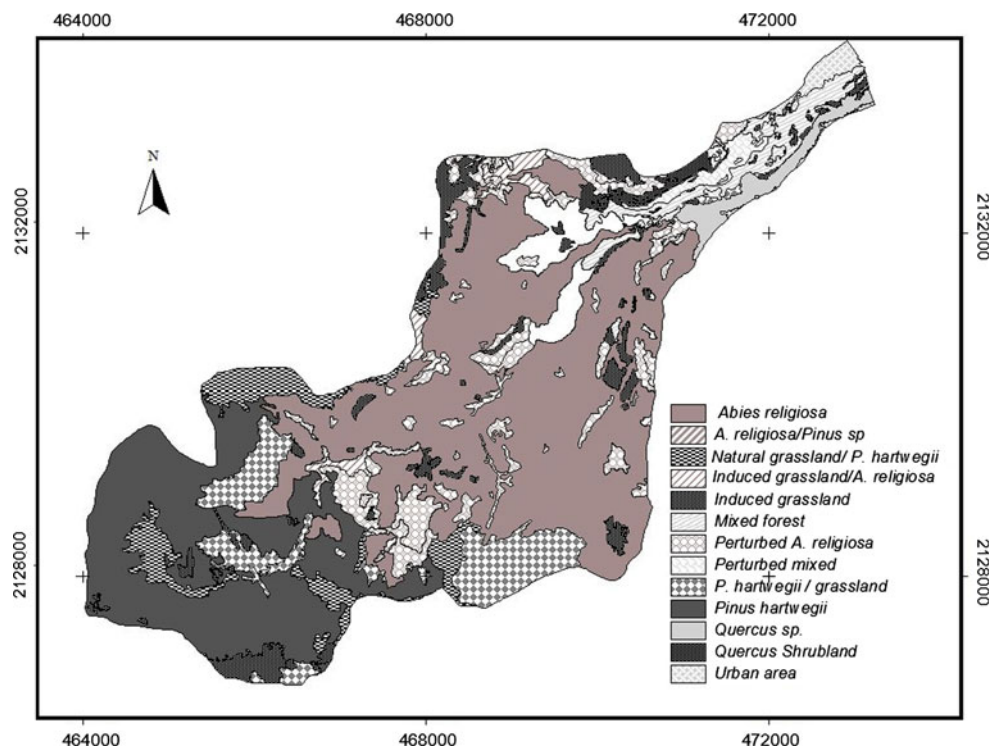 464000
468000
472000
N
2132000
2132000
2128000
2128000
Abies religiosa
A. religiosa/Pinus sp
Natural grassland/ P. hartwegii
Induced grassland/A. religiosa
Induced grassland
Mixed forest
Perturbed A. religiosa
Perturbed mixed
P. hartwegii / grassland
Pinus hartwegii
Quercus sp.
Quercus Shrubland
Urban area
464000
468000
472000